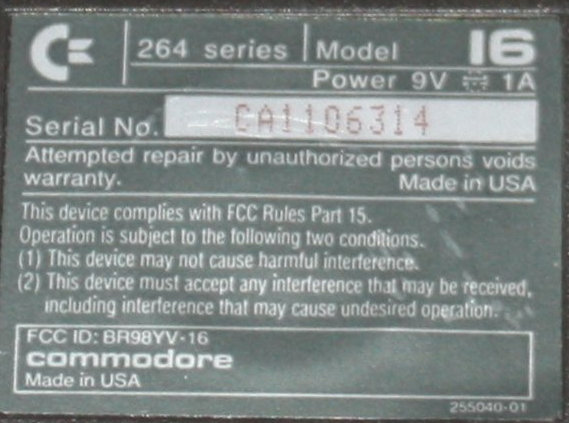 264 series Model 16
Power 9V 1A
Serial No. CA1106314
Attempted repair by unauthorized persons voids
warranty. Made in USA
This device complies with FCC Rules Part 15.
Operation is subject to the following two conditions.
(1) This device may not cause harmful interference.
(2) This device must accept any interference that may be received,
including interference that may cause undesired operation.
FCC ID: BR98YV-16
commodore
Made in USA
255040-01